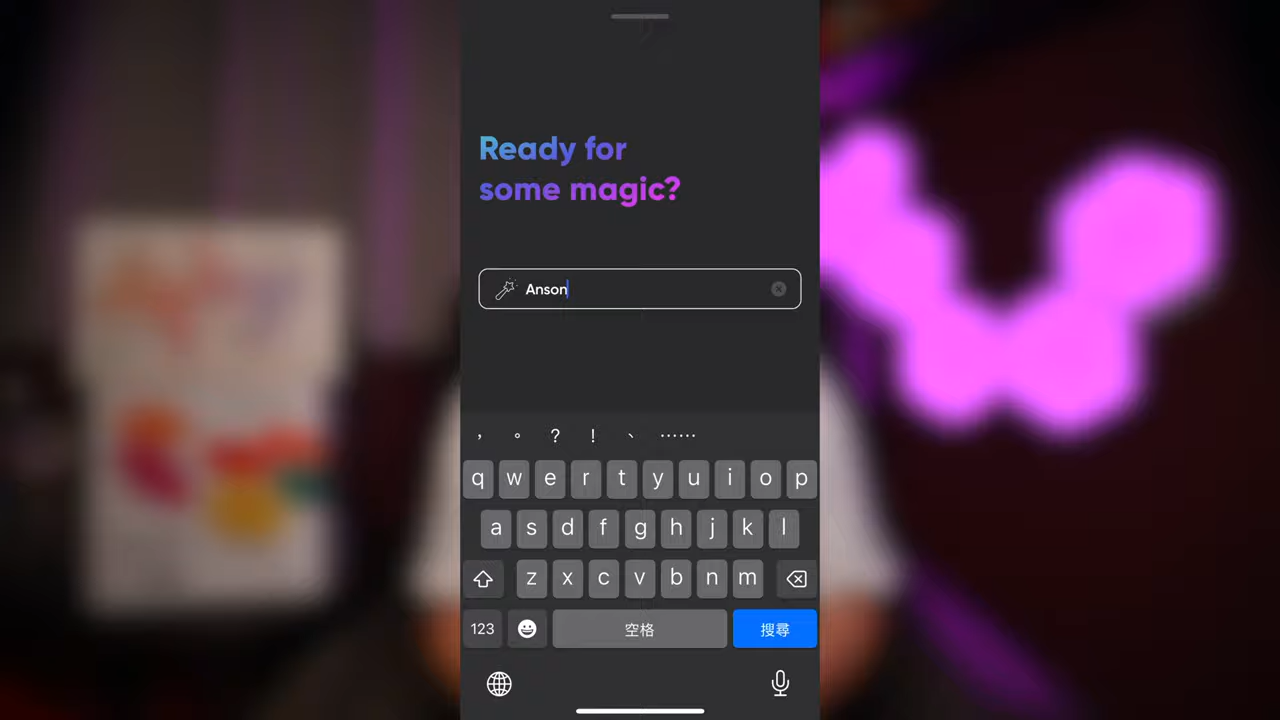 Ready for
some magic?
Anson
， 。 ？ ！ 、 ……
q w e r t y u i o p
a s d f g h j k l
z x c v b n m
123 空格 搜尋